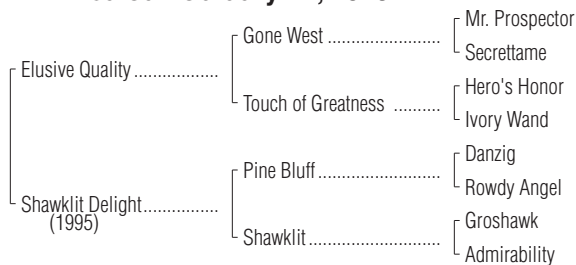 Mr. Prospector
Gone West ........................
Secrettame
Elusive Quality ..................
Hero's Honor
Touch of Greatness ..........
Ivory Wand
Danzig
Pine Bluff..........................
Rowdy Angel
Shawklit Delight................
(1995)
Groshawk
Shawklit............................
Admirability